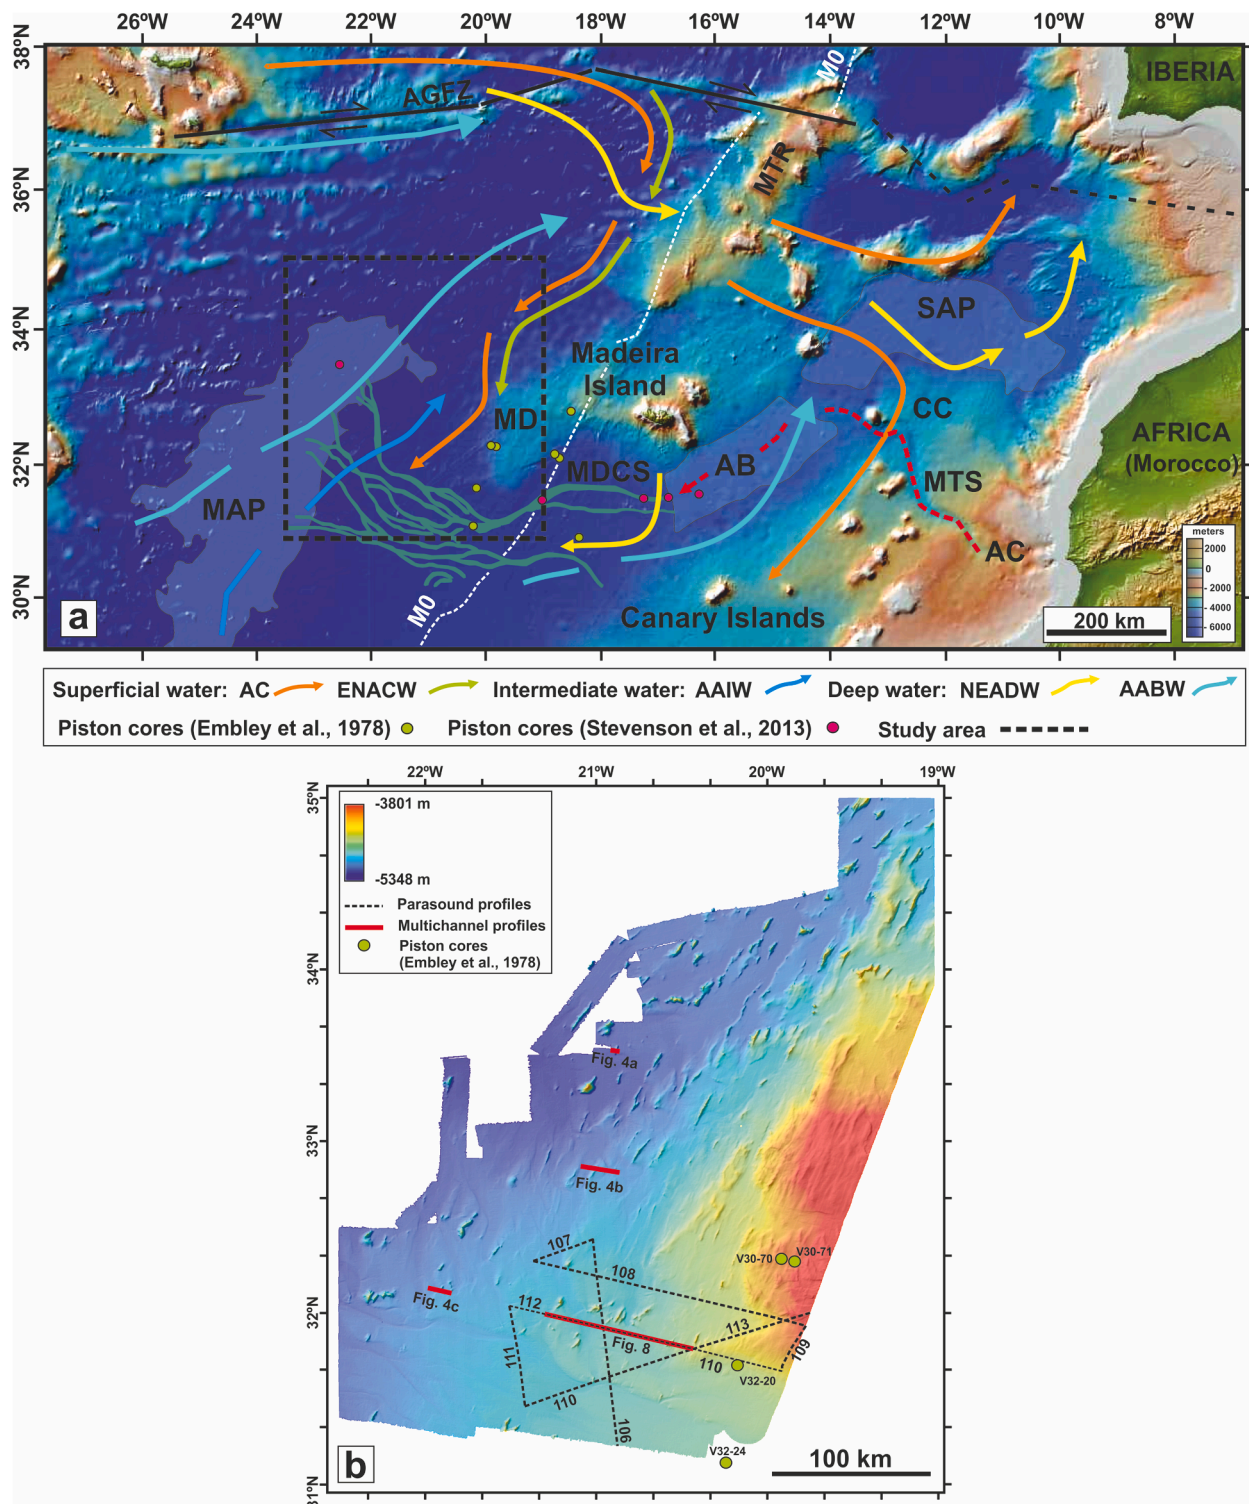 26ºW 24ºW 22ºW 20ºW 18ºW 16ºW 14ºW 12ºW 10ºW 8ºW
38ºN
36ºN
34ºN
32ºN
30ºN
M0
IBERIA
AGFZ
MTR
SAP
Madeira
Island
MD
CC
MDCS
AB
AFRICA
(Morocco)
MAP
MTS
AC
M0
Canary Islands
meters
2000
0
- 2000
- 4000
- 6000
200 km
a
Superficial water: AC ENACW Intermediate water: AAIW Deep water: NEADW AABW
Piston cores (Embley et al., 1978) Piston cores (Stevenson et al., 2013) Study area
22ºW 21ºW 20ºW 19ºW
35ºN
34ºN
33ºN
32ºN
31ºN
-3801 m
-5348 m
Parasound profiles
Multichannel profiles
Piston cores
(Embley et al., 1978)
Fig. 4a
Fig. 4b
107
108
V30-70 V30-71
Fig. 4c
112
113
Fig. 8
111
110
109
V32-20
110
106
V32-24
b
100 km